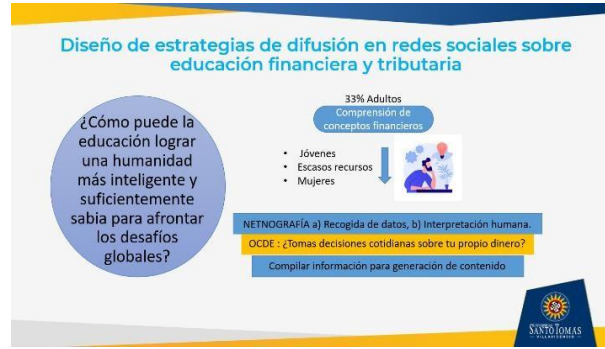 Diseño de estrategias de difusión en redes sociales sobre
educación financiera y tributaria
¿Cómo puede la
educación lograr
una humanidad
más inteligente y
suficientemente
sabia para afrontar
los desafíos
globales?
33% Adultos
Comprensión de
conceptos financieros
• Jóvenes
• Escasos recursos
• Mujeres
NETNOGRAFÍA a) Recogida de datos, b) Interpretación humana.
OCDE : ¿Tomas decisiones cotidianas sobre tu propio dinero?
Compilar información para generación de contenido
SANTO TOMAS
VILLAVICENCIO